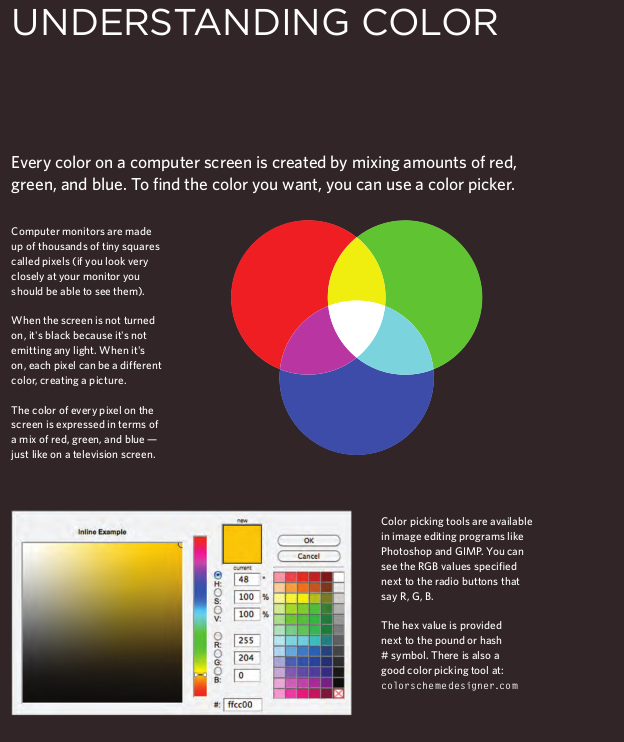 UNDERSTANDING COLOR
Every color on a computer screen is created by mixing amounts of red,
green, and blue. To find the color you want, you can use a color picker.
Computer monitors are made
up of thousands of tiny squares
called pixels (if you look very
closely at your monitor you
should be able to see them).
When the screen is not turned
on, it's black because it's not
emitting any light. When it's
on, each pixel can be a different
color, creating a picture.
The color of every pixel on the
screen is expressed in terms of
a mix of red, green, and blue —
just like on a television screen.
Inline Example
new
current
OK
Cancel
H: 48 °
S: 100 %
V: 100 %
R: 255
G: 204
B: 0
#: ffcc00
Color picking tools are available
in image editing programs like
Photoshop and GIMP. You can
see the RGB values specified
next to the radio buttons that
say R, G, B.
The hex value is provided
next to the pound or hash
# symbol. There is also a
good color picking tool at:
colorschemedesigner.com